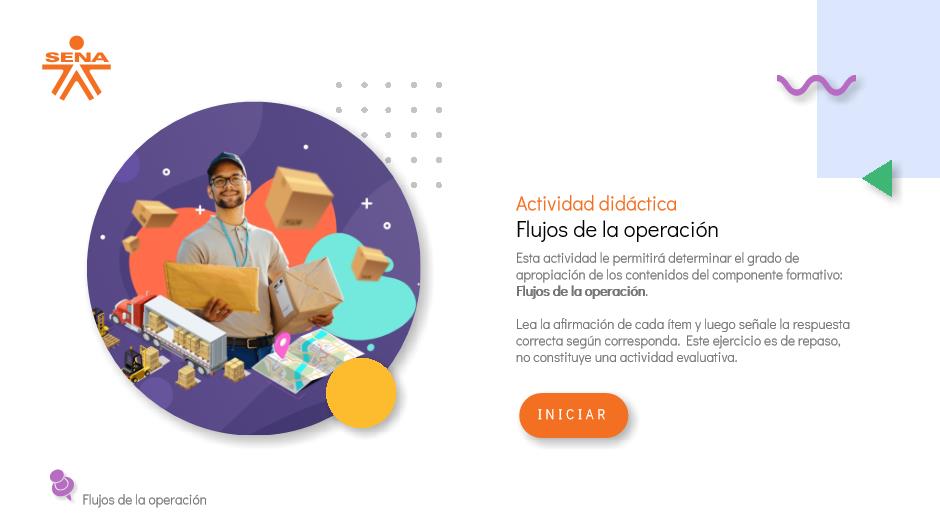 SENA
Actividad didáctica
Flujos de la operación
Esta actividad le permitirá determinar el grado de
apropiación de los contenidos del componente formativo:
Flujos de la operación.
Lea la afirmación de cada ítem y luego señale la respuesta
correcta según corresponda. Este ejercicio es de repaso,
no constituye una actividad evaluativa.
INICIAR
Flujos de la operación